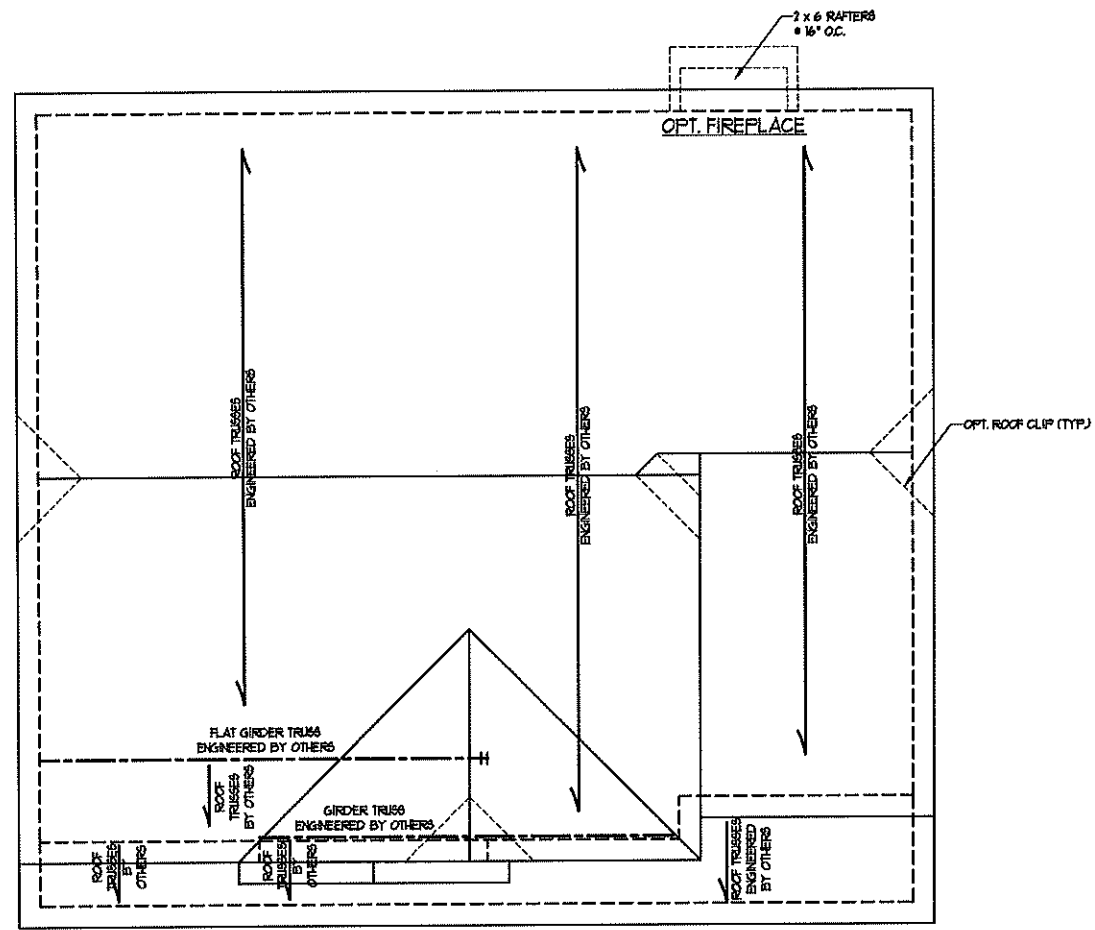 2 x 6 RAFTERS
@ 16" O.C.
OPT. FIREPLACE
ROOF TRUSSES
ENGINEERED BY OTHERS
ROOF TRUSSES
ENGINEERED BY OTHERS
ROOF TRUSSES
ENGINEERED BY OTHERS
OPT. ROOF CLIP (TYP.)
FLAT GIRDER TRUSS
ENGINEERED BY OTHERS
ROOF
TRUSSES
BY OTHERS
GIRDER TRUSS
ENGINEERED BY OTHERS
ROOF
TRUSSES
BY
OTHERS
ROOF
TRUSSES
BY
OTHERS
ROOF TRUSSES
ENGINEERED
BY OTHERS